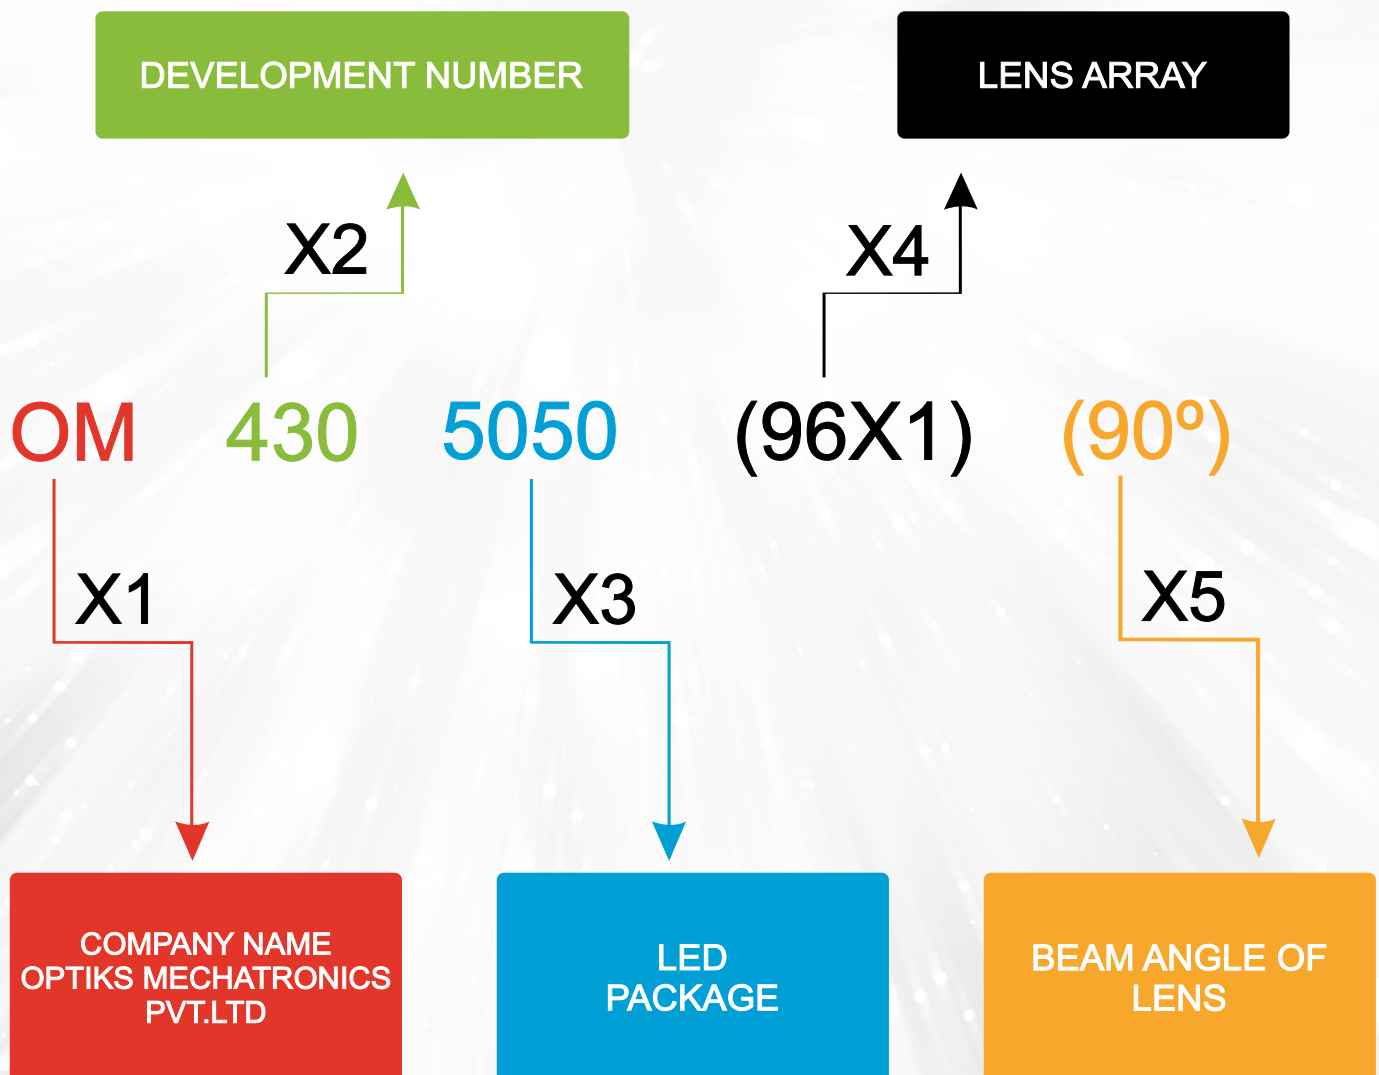 DEVELOPMENT NUMBER
LENS ARRAY
X2
X4
OM 430 5050 (96X1) (90º)
X1
X3
X5
COMPANY NAME
OPTIKS MECHATRONICS
PVT.LTD
LED
PACKAGE
BEAM ANGLE OF
LENS